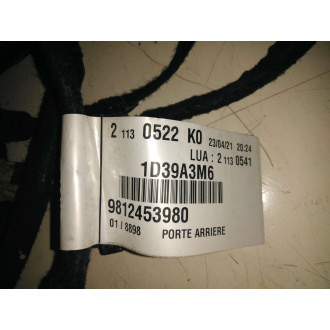 2 113 0522 K0 23/04/21 20:24
LUA : 2 113 0541
1D39A3M6
9812453980
01 / 8898 PORTE ARRIERE